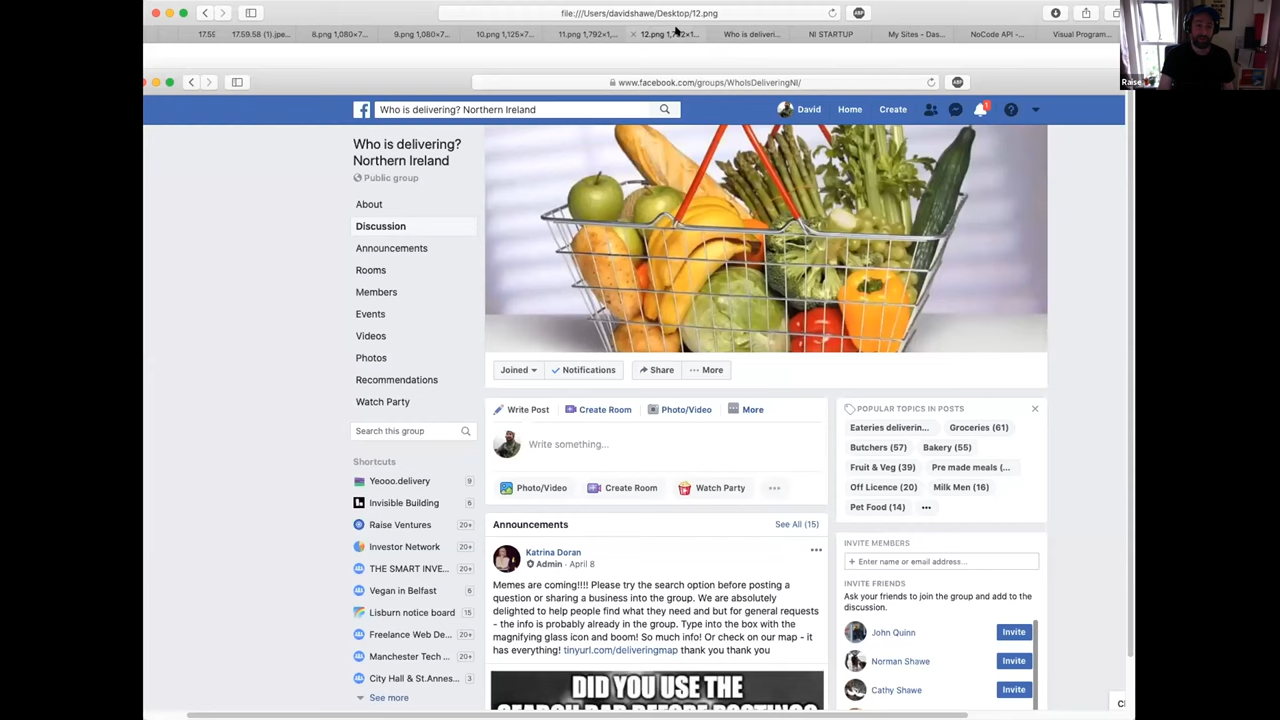 file:///Users/davidshawe/Desktop/12.png
17.59.58 (1).jpe... 8.png 1,080×7... 9.png 1,080×7... 10.png 1,125×7... 11.png 1,792×1... 12.png 1,792×1... Who is deliveri... NI STARTUP My Sites - Das... NoCode API -... Visual Program...
www.facebook.com/groups/WhoIsDeliveringNI/
Raise
Who is delivering? Northern Ireland
David Home Create 1
Who is delivering?
Northern Ireland
Public group
About
Discussion
Announcements
Rooms
Members
Events
Videos
Photos
Recommendations
Watch Party
Search this group
Shortcuts
Yeooo.delivery 9
Invisible Building 6
Raise Ventures 20+
Investor Network 20+
THE SMART INVE... 20+
Vegan in Belfast 6
Lisburn notice board 15
Freelance Web De... 20+
Manchester Tech ... 20+
City Hall & St.Annes... 3
See more
Joined Notifications Share More
Write Post Create Room Photo/Video More
Write something...
Photo/Video Create Room Watch Party
Announcements See All (15)
Katrina Doran
Admin · April 8
Memes are coming!!!! Please try the search option before posting a
question or sharing a business into the group. We are absolutely
delighted to help people find what they need and but for general requests
- the info is probably already in the group. Type into the box with the
magnifying glass icon and boom! So much info! Or check on our map - it
has everything! tinyurl.com/deliveringmap thank you thank you
DID YOU USE THE
SEARCH BAR BEFORE POSTING?
POPULAR TOPICS IN POSTS
Eateries deliverin... Groceries (61)
Butchers (57) Bakery (55)
Fruit & Veg (39) Pre made meals (...
Off Licence (20) Milk Men (16)
Pet Food (14)
INVITE MEMBERS
+ Enter name or email address...
INVITE FRIENDS
Ask your friends to join the group and add to the
discussion.
John Quinn Invite
Norman Shawe Invite
Cathy Shawe Invite